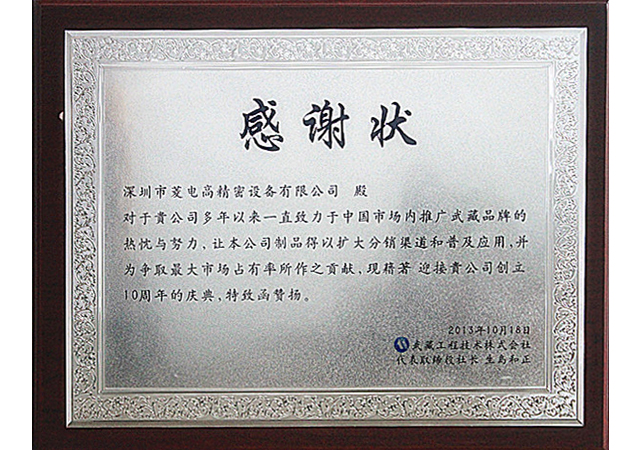 感谢状
深圳市菱电高精密设备有限公司 殿
对于贵公司多年以来一直致力于中国市场内推广武藏品牌的
热忱与努力、让本公司制品得以扩大分销渠道和普及应用、并
为争取最大市场占有率所作之贡献、现藉著 迎接贵公司创立
10周年的庆典、特致函赞扬。
2013年10月18日
武藏工程技术株式会社
代表取缔役社长 生島和正